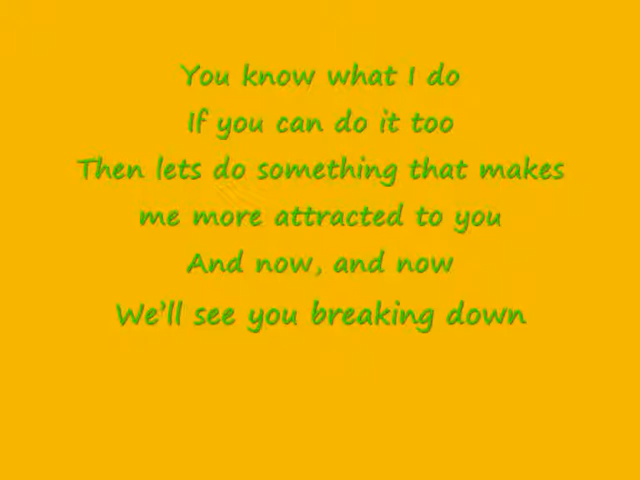 You know what I do
If you can do it too
Then lets do something that makes
me more attracted to you
And now, and now
We'll see you breaking down